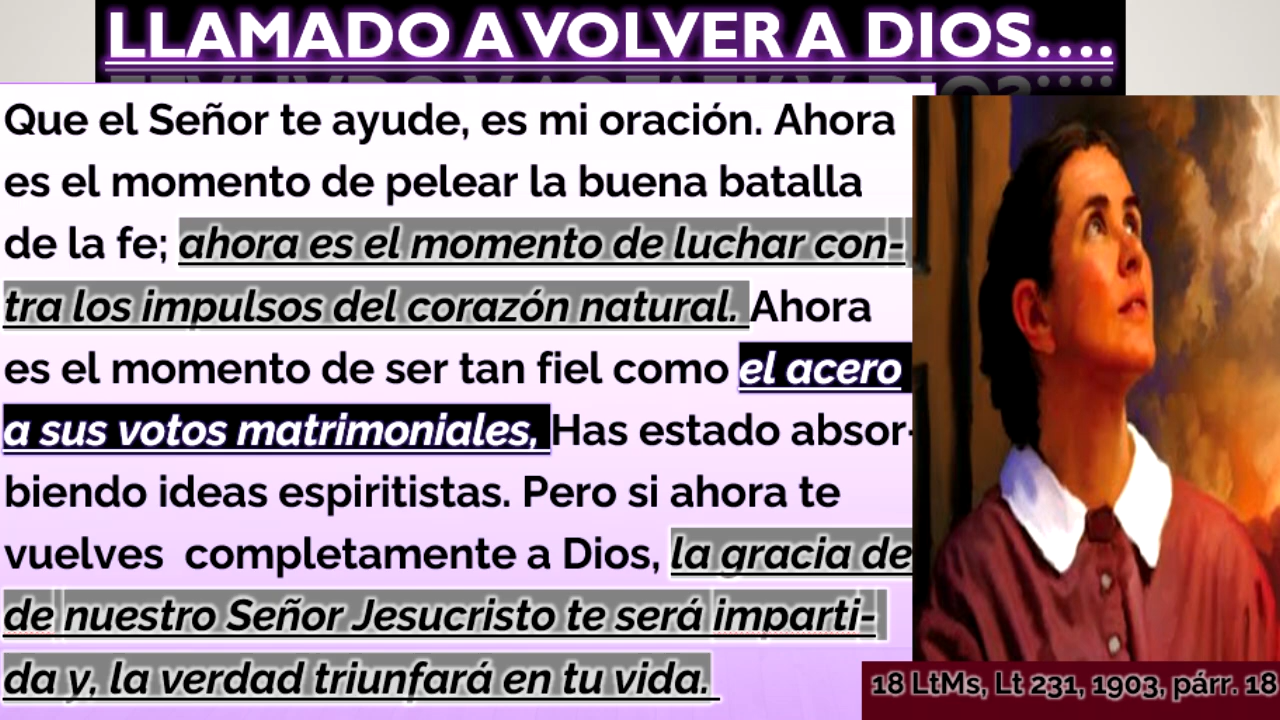 LLAMADO A VOLVER A DIOS....
Que el Señor te ayude, es mi oración. Ahora
es el momento de pelear la buena batalla
de la fe; ahora es el momento de luchar con-
tra los impulsos del corazón natural. Ahora
es el momento de ser tan fiel como el acero
a sus votos matrimoniales, Has estado absor-
biendo ideas espiritistas. Pero si ahora te
vuelves completamente a Dios, la gracia de
de nuestro Señor Jesucristo te será imparti-
da y, la verdad triunfará en tu vida.
18 LtMs, Lt 231, 1903, párr. 18